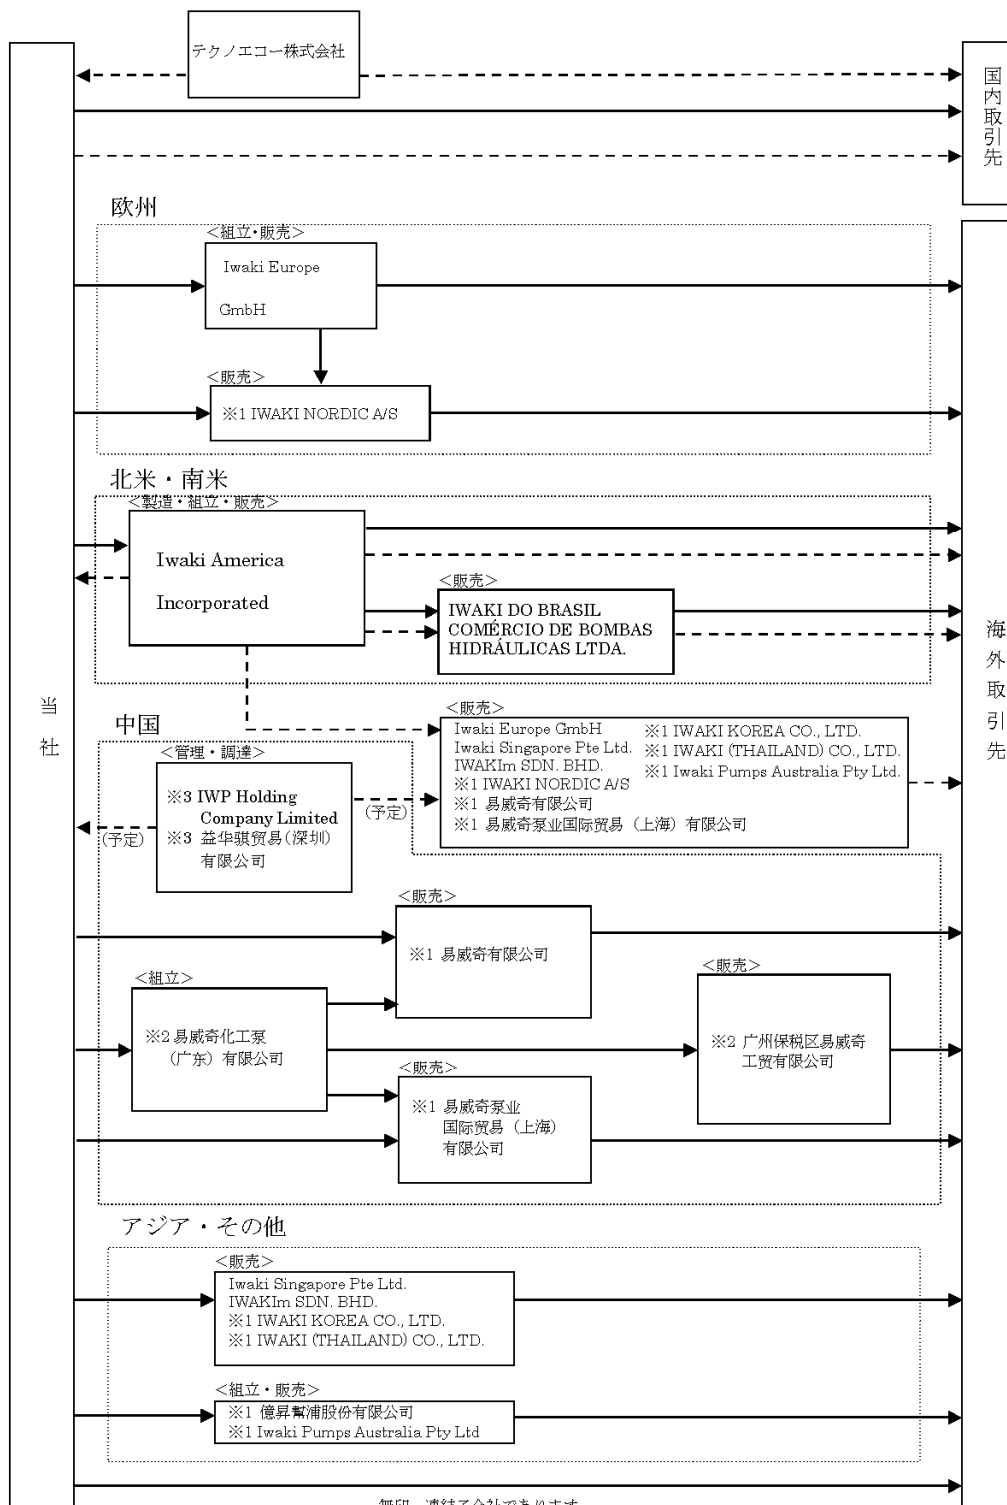 テクノエコー株式会社
国内取引先
欧州
＜組立・販売＞
Iwaki Europe
GmbH
＜販売＞
※1 IWAKI NORDIC A/S
北米・南米
＜製造・組立・販売＞
Iwaki America
Incorporated
＜販売＞
IWAKI DO BRASIL
COMÉRCIO DE BOMBAS
HIDRÁULICAS LTDA.
当社
海外取引先
中国
＜販売＞
Iwaki Europe GmbH
Iwaki Singapore Pte Ltd.
IWAKIm SDN. BHD.
※1 IWAKI NORDIC A/S
※1 易威奇有限公司
※1 易威奇泵业国际贸易（上海）有限公司
※1 IWAKI KOREA CO., LTD.
※1 IWAKI (THAILAND) CO., LTD.
※1 Iwaki Pumps Australia Pty Ltd.
＜管理・調達＞
※3 IWP Holding
Company Limited
※3 益华骐贸易（深圳）
有限公司
(予定)
(予定)
＜販売＞
※1 易威奇有限公司
＜組立＞
※2 易威奇化工泵
（广东）有限公司
＜販売＞
※2 广州保税区易威奇
工贸有限公司
＜販売＞
※1 易威奇泵业
国际贸易（上海）
有限公司
アジア・その他
＜販売＞
Iwaki Singapore Pte Ltd.
IWAKIm SDN. BHD.
※1 IWAKI KOREA CO., LTD.
※1 IWAKI (THAILAND) CO., LTD.
＜組立・販売＞
※1 億昇幫浦股份有限公司
※1 Iwaki Pumps Australia Pty Ltd
無印 連結子会社であります